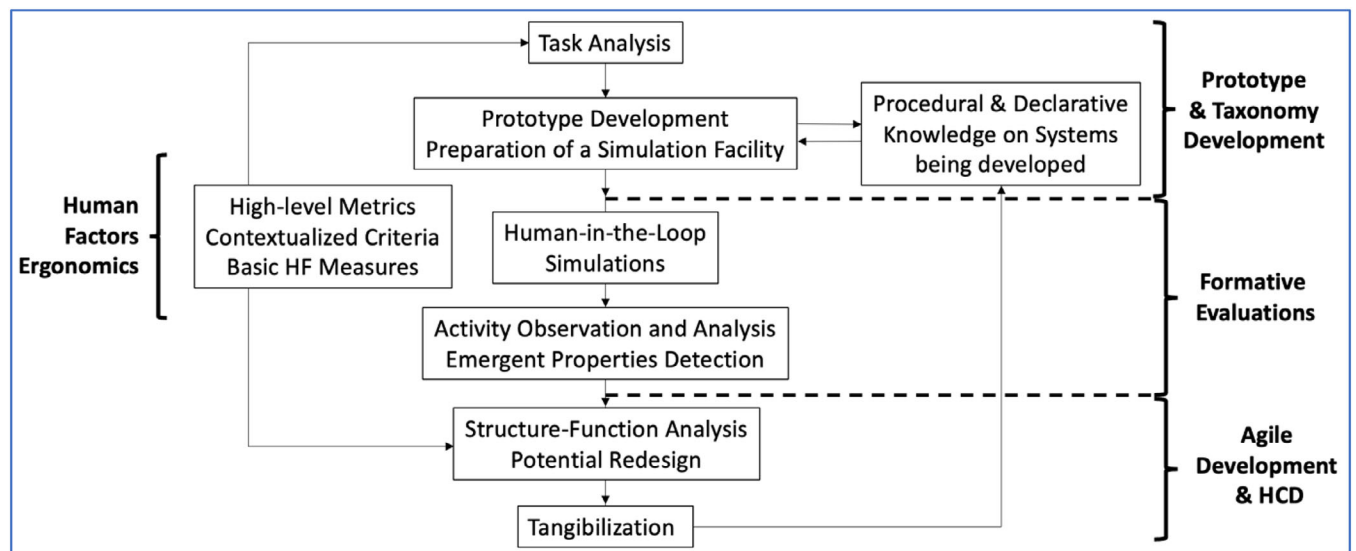 Task Analysis
Prototype Development
Preparation of a Simulation Facility
Procedural & Declarative
Knowledge on Systems
being developed
Prototype
& Taxonomy
Development
Human
Factors
Ergonomics
High-level Metrics
Contextualized Criteria
Basic HF Measures
Human-in-the-Loop
Simulations
Activity Observation and Analysis
Emergent Properties Detection
Formative
Evaluations
Structure-Function Analysis
Potential Redesign
Tangibilization
Agile
Development
& HCD